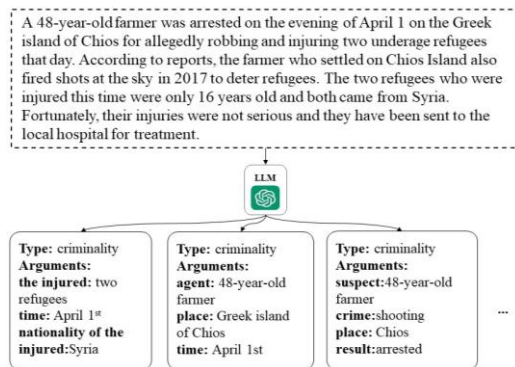 A 48-year-old farmer was arrested on the evening of April 1 on the Greek
island of Chios for allegedly robbing and injuring two underage refugees
that day. According to reports, the farmer who settled on Chios Island also
fired shots at the sky in 2017 to deter refugees. The two refugees who were
injured this time were only 16 years old and both came from Syria.
Fortunately, their injuries were not serious and they have been sent to the
local hospital for treatment.
LLM
Type: criminality
Arguments:
the injured: two
refugees
time: April 1st
nationality of the
injured:Syria
Type: criminality
Arguments:
agent: 48-year-old
farmer
place: Greek island
of Chios
time: April 1st
Type: criminality
Arguments:
suspect:48-year-old
farmer
crime:shooting
place: Chios
result:arrested
...